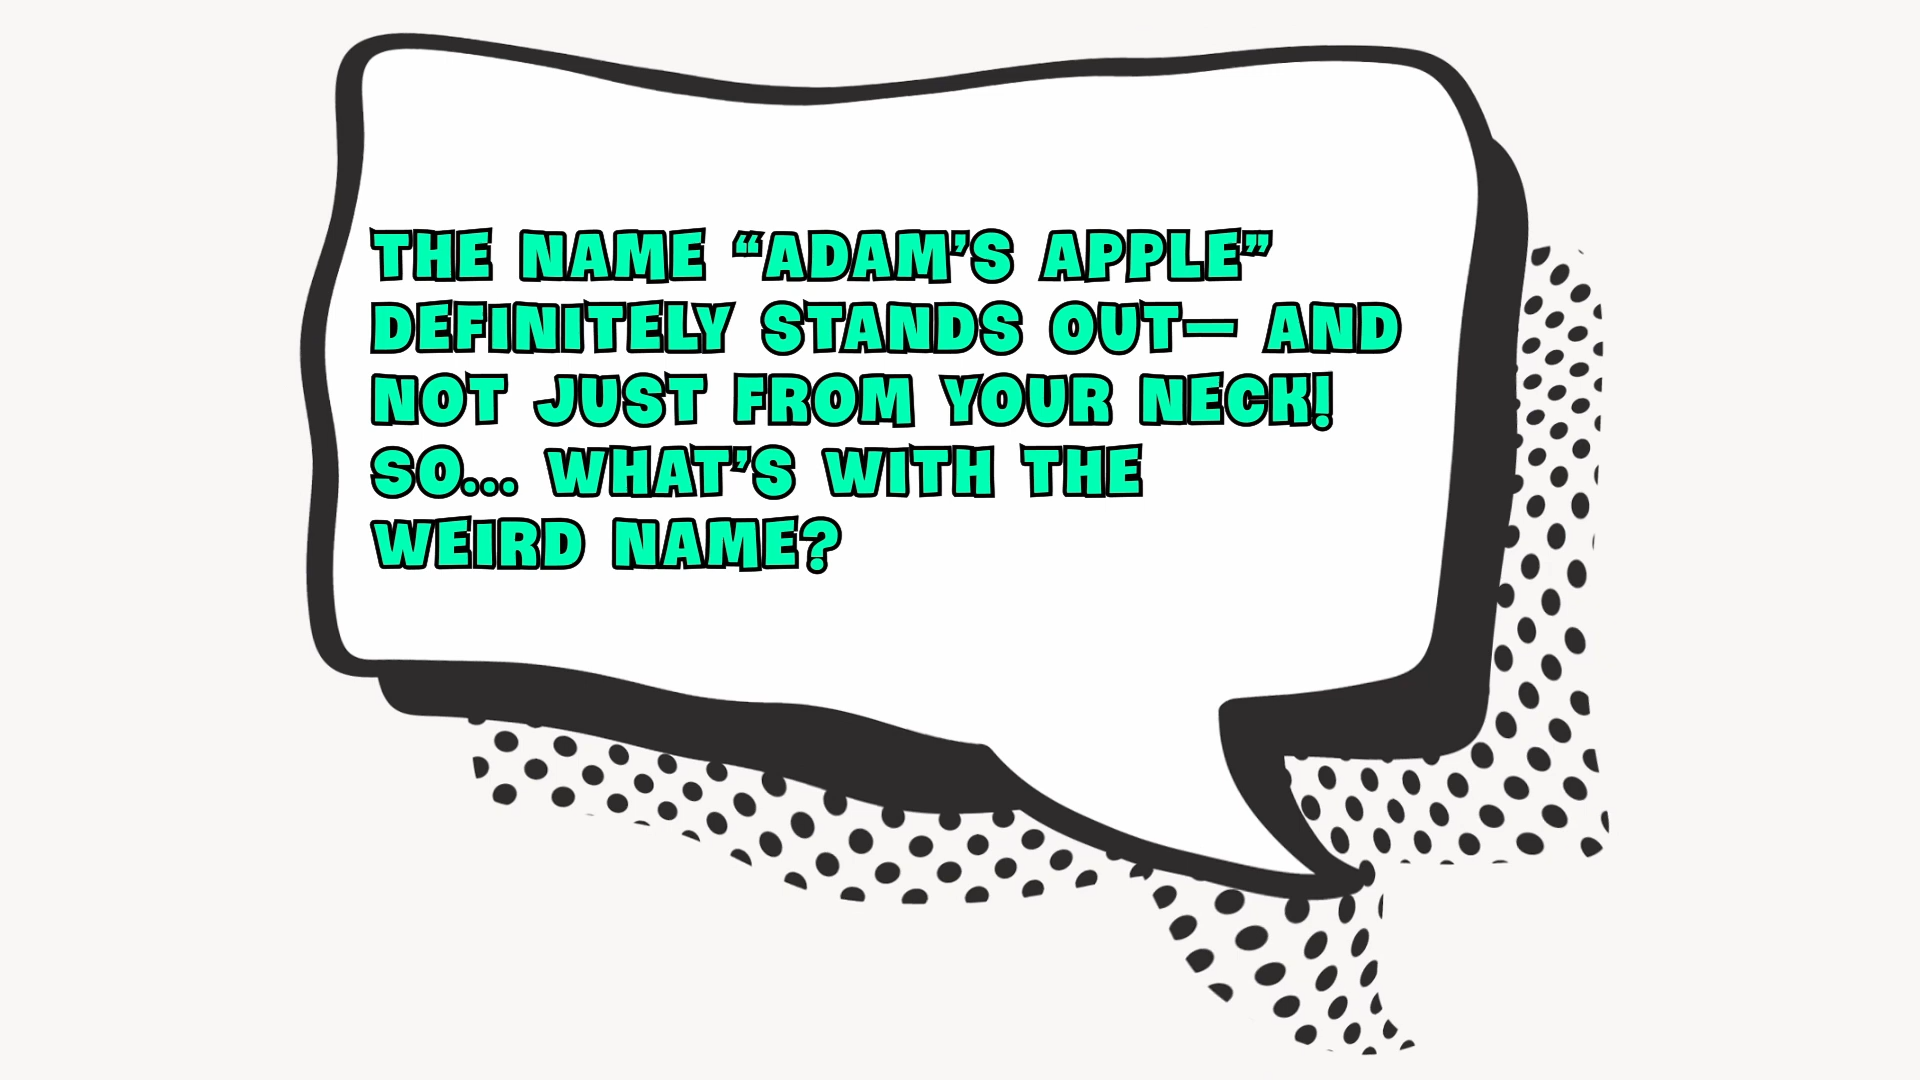 THE NAME “ADAM’S APPLE”
DEFINITELY STANDS OUT— AND
NOT JUST FROM YOUR NECK!
SO... WHAT’S WITH THE
WEIRD NAME?